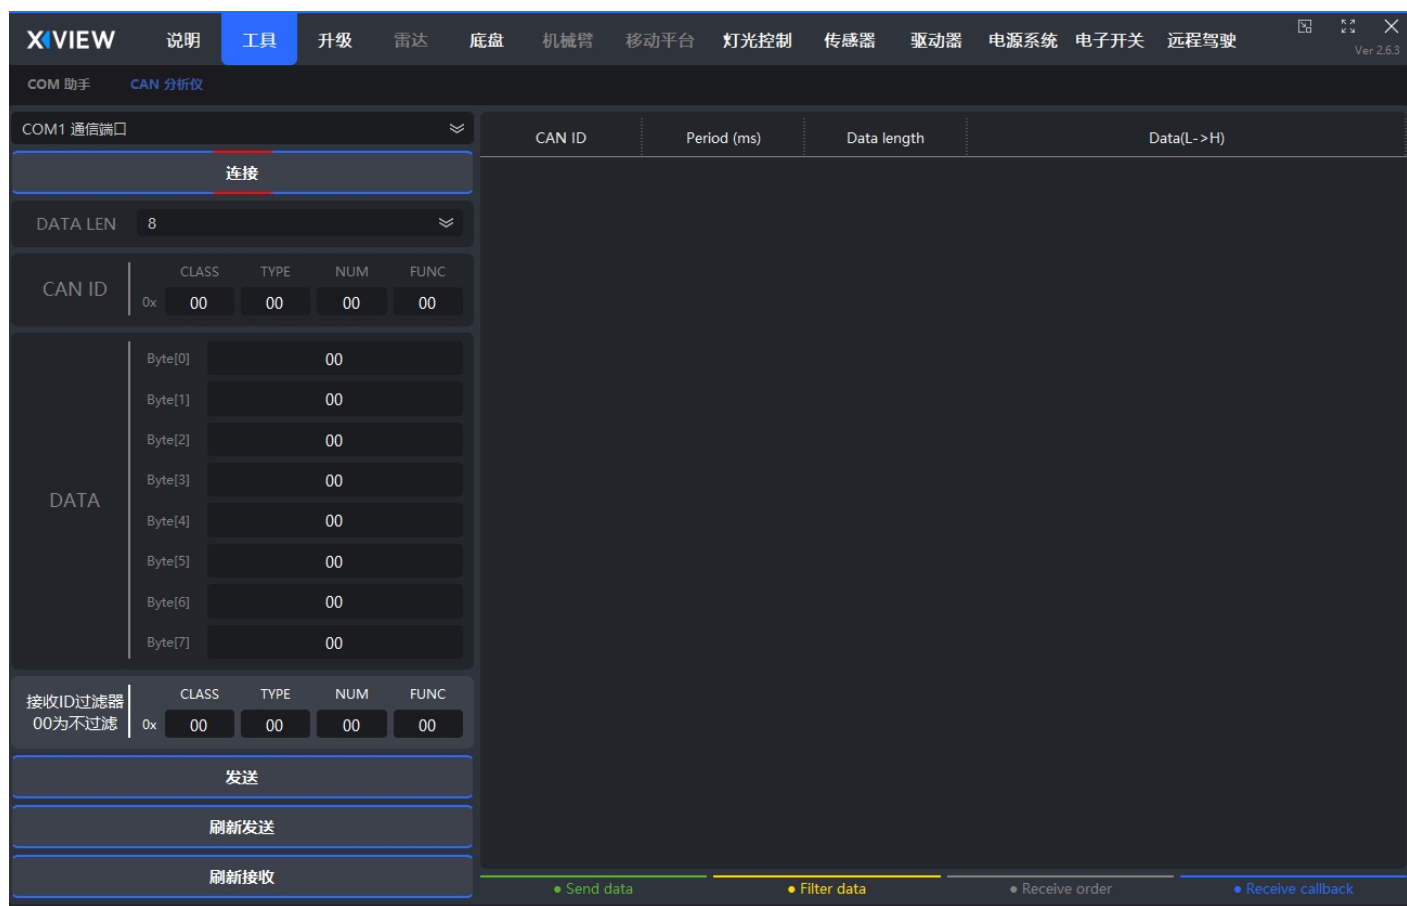 XVIEW 说明 工具 升级 雷达 底盘 机械臂 移动平台 灯光控制 传感器 驱动器 电源系统 电子开关 远程驾驶
Ver 2.6.3
COM 助手 CAN 分析仪
COM1 通信端口
连接
DATA LEN 8
CAN ID
CLASS TYPE NUM FUNC
0x 00 00 00 00
DATA
Byte[0] 00
Byte[1] 00
Byte[2] 00
Byte[3] 00
Byte[4] 00
Byte[5] 00
Byte[6] 00
Byte[7] 00
接收ID过滤器
00为不过滤
CLASS TYPE NUM FUNC
0x 00 00 00 00
发送
刷新发送
刷新接收
CAN ID Period (ms) Data length Data(L->H)
● Send data ● Filter data ● Receive order ● Receive callback